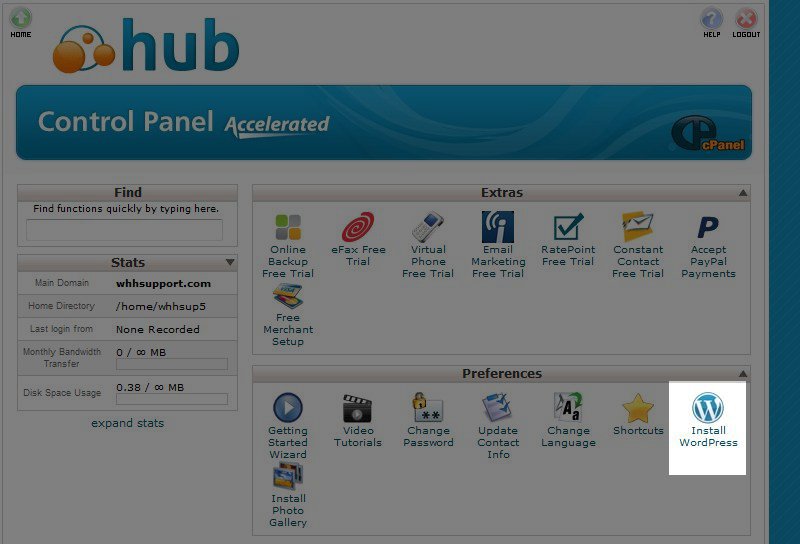 HOME
hub
HELP
LOGOUT
Control Panel Accelerated
cPanel
Find
Find functions quickly by typing here.
Stats
Main Domain whhsupport.com
Home Directory /home/whhsup5
Last login from None Recorded
Monthly Bandwidth Transfer 0 / ∞ MB
Disk Space Usage 0.38 / ∞ MB
expand stats
Extras
Online
Backup
Free Trial
eFax Free
Trial
Virtual
Phone
Free Trial
Email
Marketing
Free Trial
RatePoint
Free Trial
Constant
Contact
Free Trial
Accept
PayPal
Payments
Free
Merchant
Setup
Preferences
Getting
Started
Wizard
Video
Tutorials
Change
Password
Update
Contact
Info
Change
Language
Shortcuts
Install
WordPress
Install
Photo
Gallery